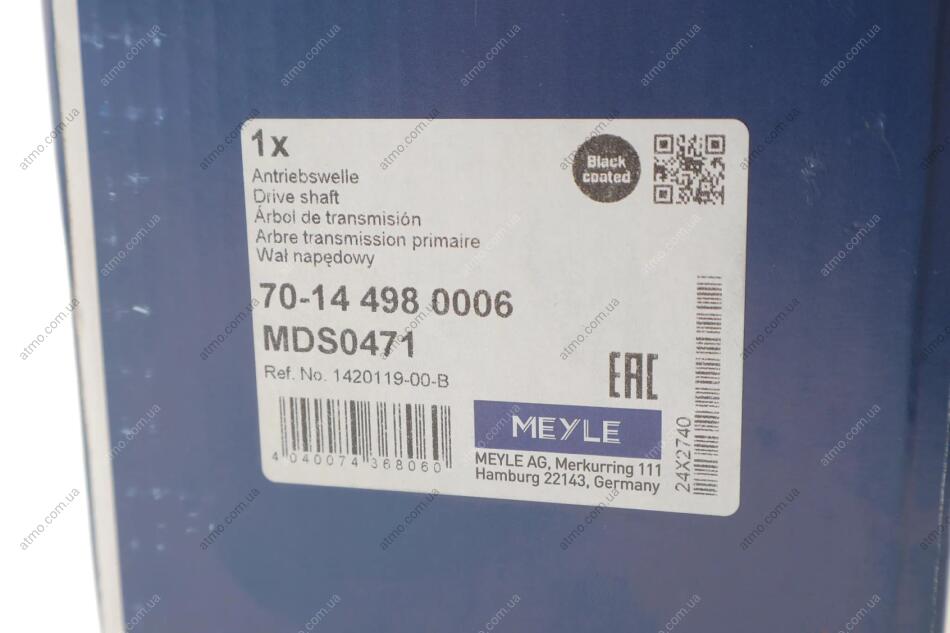 1x
Antriebswelle
Drive shaft
Árbol de transmisión
Arbre transmission primaire
Wał napędowy
Black
coated
70-14 498 0006
MDS0471
Ref. No. 1420119-00-B
EAC
4 040074 368060
MEYLE
MEYLE AG, Merkurring 111
Hamburg 22143, Germany
24X2740
atmo.com.ua